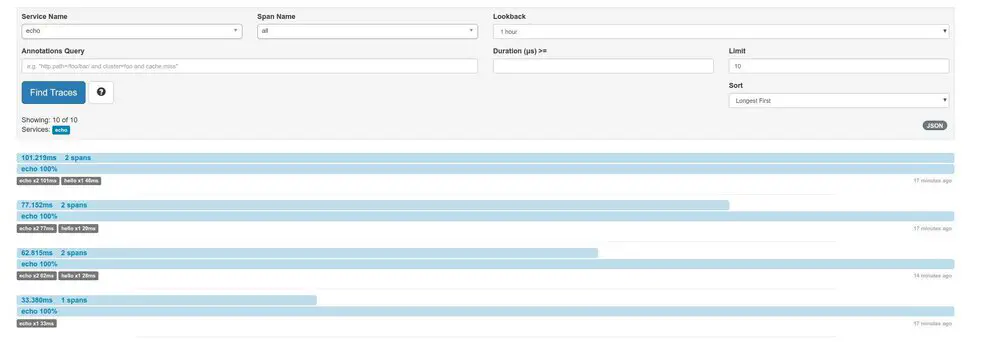 Service Name
Span Name
Lookback
echo
all
1 hour
Annotations Query
Duration (μs) >=
Limit
e.g. "http.path=/foo/bar/ and cluster=foo and cache.miss"
10
Find Traces
Sort
Longest First
Showing: 10 of 10
Services: echo
JSON
101.219ms 2 spans
echo 100%
echo x2 101ms hello x1 48ms
17 minutes ago
77.152ms 2 spans
echo 100%
echo x2 77ms hello x1 29ms
17 minutes ago
62.815ms 2 spans
echo 100%
echo x2 62ms hello x1 28ms
14 minutes ago
33.380ms 1 spans
echo 100%
echo x1 33ms
17 minutes ago